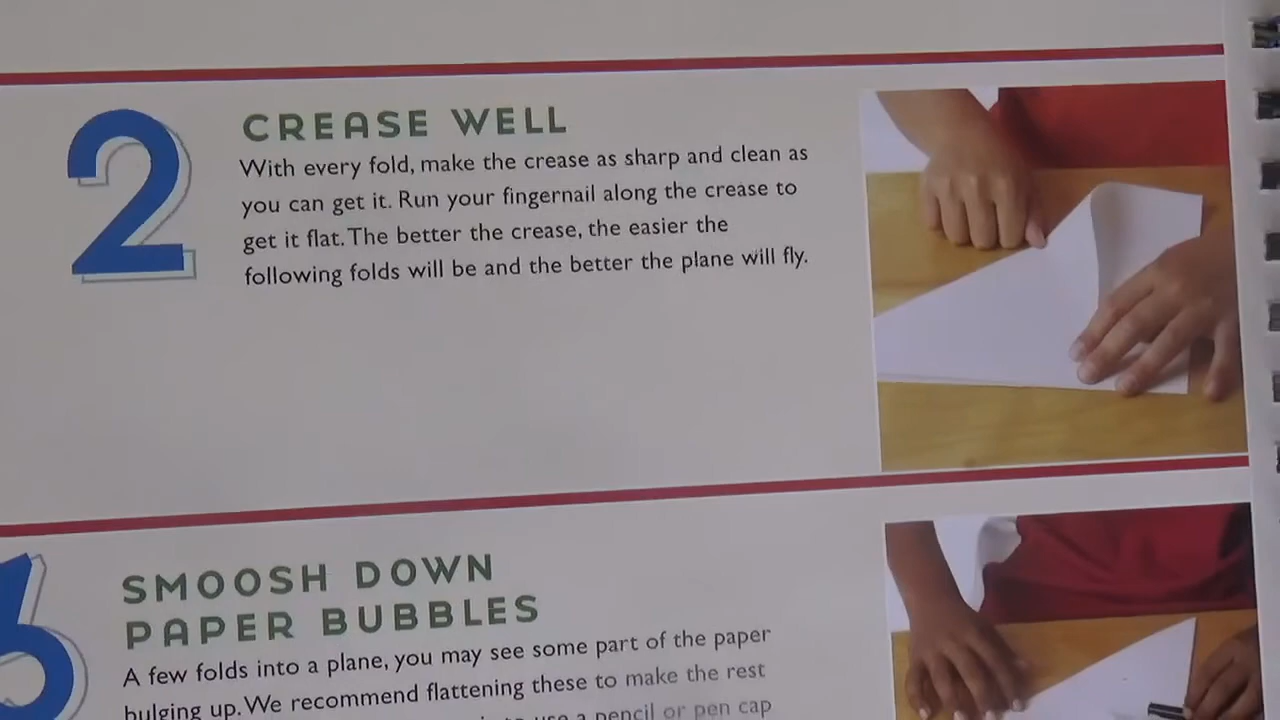 2
CREASE WELL
With every fold, make the crease as sharp and clean as
you can get it. Run your fingernail along the crease to
get it flat. The better the crease, the easier the
following folds will be and the better the plane will fly.
SMOOSH DOWN
PAPER BUBBLES
A few folds into a plane, you may see some part of the paper
bulging up. We recommend flattening these to make the rest
use a pencil or pen cap